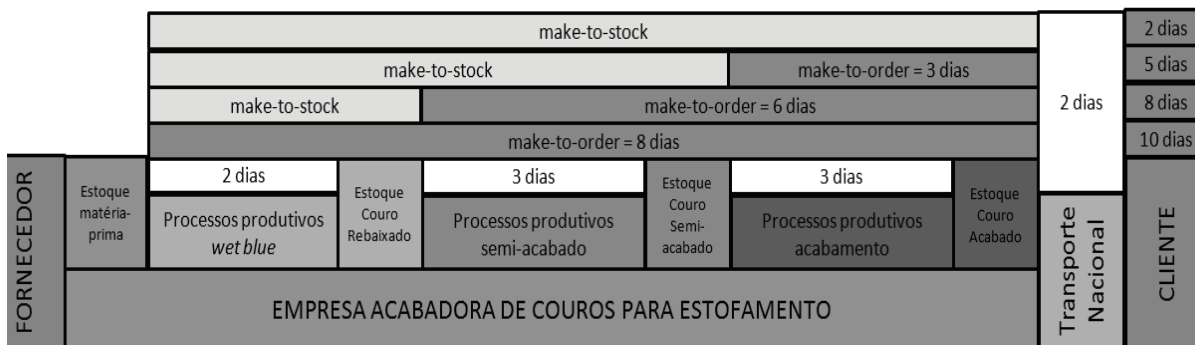 make-to-stock
2 dias
make-to-stock
make-to-order = 3 dias
5 dias
make-to-stock
make-to-order = 6 dias
2 dias
8 dias
make-to-order = 8 dias
10 dias
FORNECEDOR
Estoque
matéria-
prima
2 dias
Processos produtivos
wet blue
Estoque
Couro
Rebaixado
3 dias
Processos produtivos
semi-acabado
Estoque
Couro
Semi-
acabado
3 dias
Processos produtivos
acabamento
Estoque
Couro
Acabado
Transporte
Nacional
CLIENTE
EMPRESA ACABADORA DE COUROS PARA ESTOFAMENTO